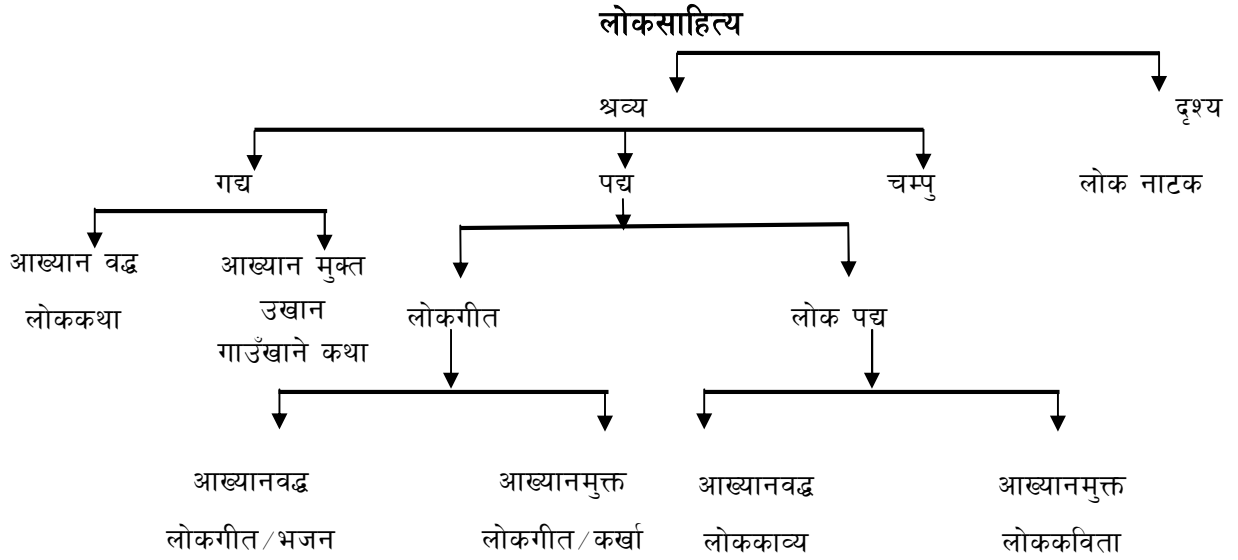 लोकसाहित्य
श्रव्य दृश्य
गद्य पद्य चम्पु लोक नाटक
आख्यान वद्ध आख्यान मुक्त
लोककथा उखान लोकगीत लोक पद्य
गाउँखाने कथा
आख्यानवद्ध आख्यानमुक्त आख्यानवद्ध आख्यानमुक्त
लोकगीत/भजन लोकगीत/कर्खा लोककाव्य लोककविता